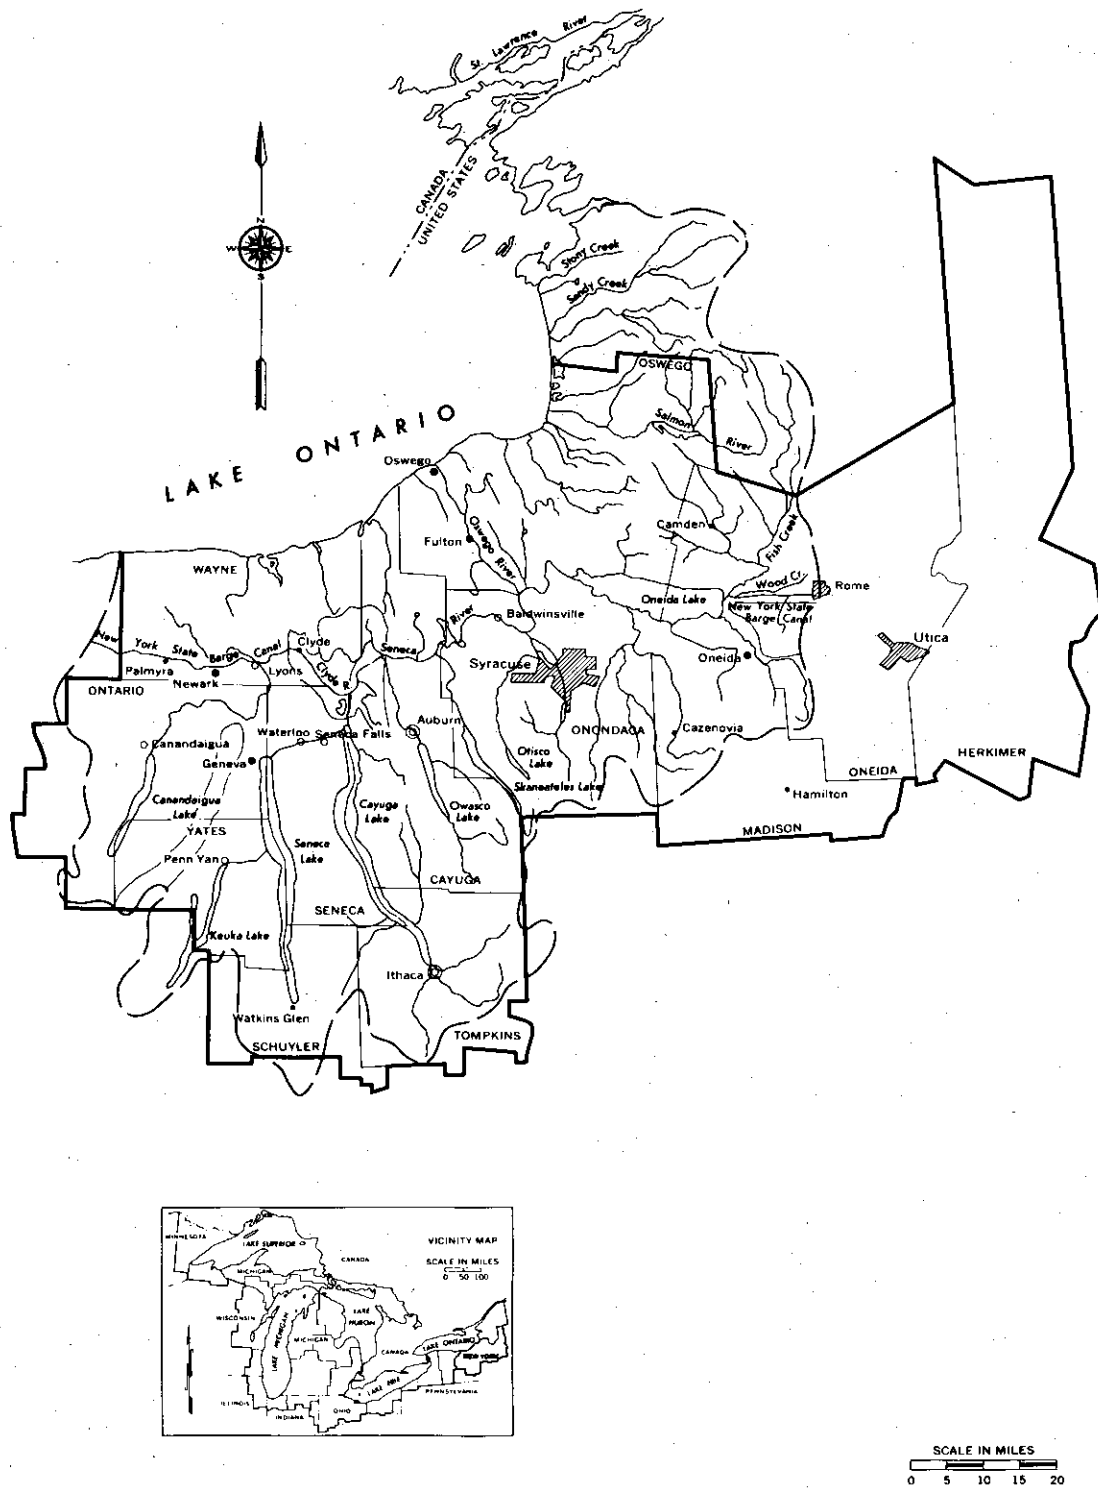 St. Lawrence River
CANADA
UNITED STATES
N
W E
S
Stony Creek
Sandy Creek
OSWEGO
Salmon River
LAKE ONTARIO
Oswego
Camden
Fulton
Oswego River
Fish Creek
WAYNE
Wood Cr.
Rome
Oneida Lake
New York State
Barge Canal
Baldwinsville
River
New York State Barge Canal
Clyde
Seneca
Utica
Palmyra
Lyons
Clyde R.
Syracuse
Oneida
Newark
ONTARIO
Auburn
Canandaigua
Waterloo
Seneca Falls
ONONDAGA
Cazenovia
Geneva
Otisco
Lake
HERKIMER
ONEIDA
Skaneateles Lake
Hamilton
Canandaigua
Lake
Cayuga
Lake
Owasco
Lake
YATES
MADISON
Seneca
Lake
Penn Yan
CAYUGA
SENECA
Keuka Lake
Ithaca
Watkins Glen
TOMPKINS
SCHUYLER
VICINITY MAP
SCALE IN MILES
0 50 100
MINNESOTA
LAKE SUPERIOR
CANADA
MICHIGAN
WISCONSIN
LAKE MICHIGAN
LAKE
HURON
MICHIGAN
CANADA
LAKE ONTARIO
NEW YORK
LAKE ERIE
PENNSYLVANIA
ILLINOIS
INDIANA
OHIO
SCALE IN MILES
0 5 10 15 20